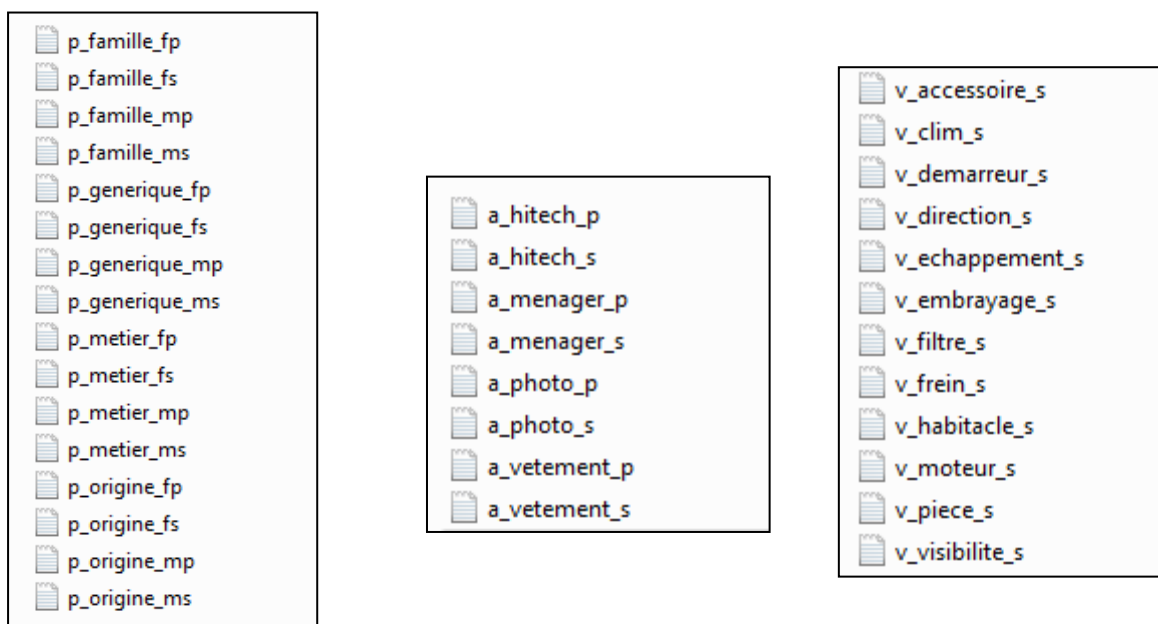 p_famille_fp
p_famille_fs
p_famille_mp
p_famille_ms
p_generique_fp
p_generique_fs
p_generique_mp
p_generique_ms
p_metier_fp
p_metier_fs
p_metier_mp
p_metier_ms
p_origine_fp
p_origine_fs
p_origine_mp
p_origine_ms
a_hitech_p
a_hitech_s
a_menager_p
a_menager_s
a_photo_p
a_photo_s
a_vetement_p
a_vetement_s
v_accessoire_s
v_clim_s
v_demarreur_s
v_direction_s
v_echappement_s
v_embrayage_s
v_filtre_s
v_frein_s
v_habitacle_s
v_moteur_s
v_pièce_s
v_visibilite_s